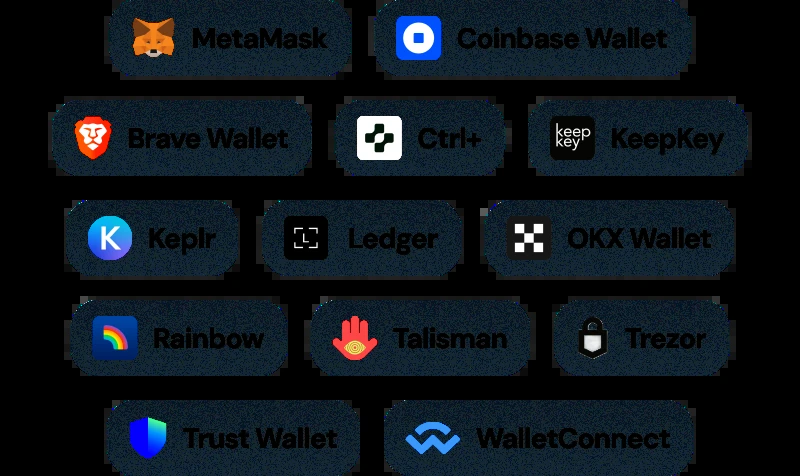 MetaMask Coinbase Wallet
Brave Wallet Ctrl+ keep KeepKey
key
Keplr Ledger OKX Wallet
Rainbow Talisman Trezor
Trust Wallet WalletConnect